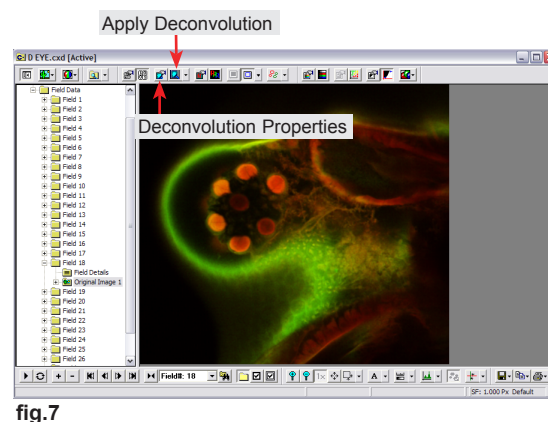 Apply Deconvolution
D EYE.cxd [Active]
Deconvolution Properties
Field Data
Field 1
Field 2
Field 3
Field 4
Field 5
Field 6
Field 7
Field 8
Field 9
Field 10
Field 11
Field 12
Field 13
Field 14
Field 15
Field 16
Field 17
Field 18
Field Details
Original Image 1
Field 19
Field 20
Field 21
Field 22
Field 23
Field 24
Field 25
Field 26
Field#: 18
1x
A
SF: 1.000 Px Default
fig.7